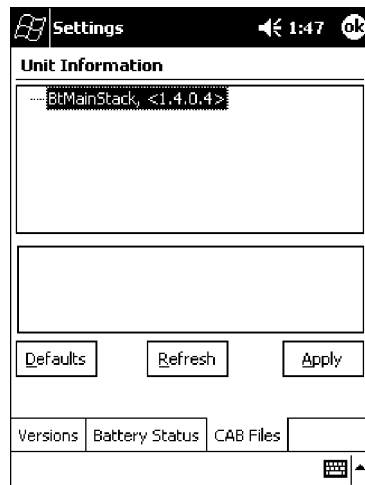 Settings 1:47 ok
Unit Information
BtMainStack, <1.4.0.4>
Defaults Refresh Apply
Versions Battery Status CAB Files